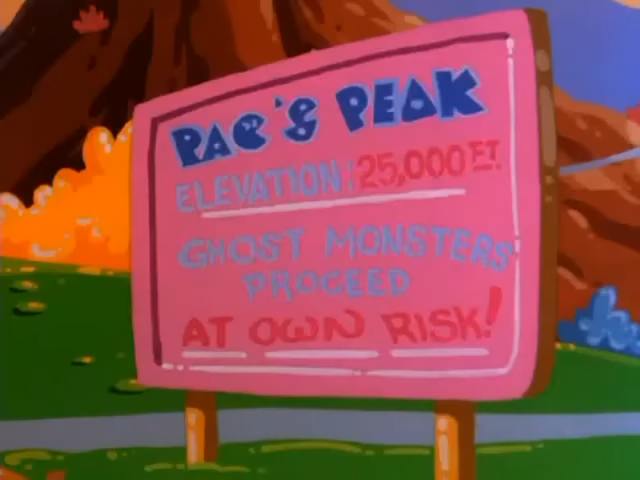 PAC'S PEAK
ELEVATION: 25,000 FT.
GHOST MONSTERS
PROCEED
AT OWN RISK!